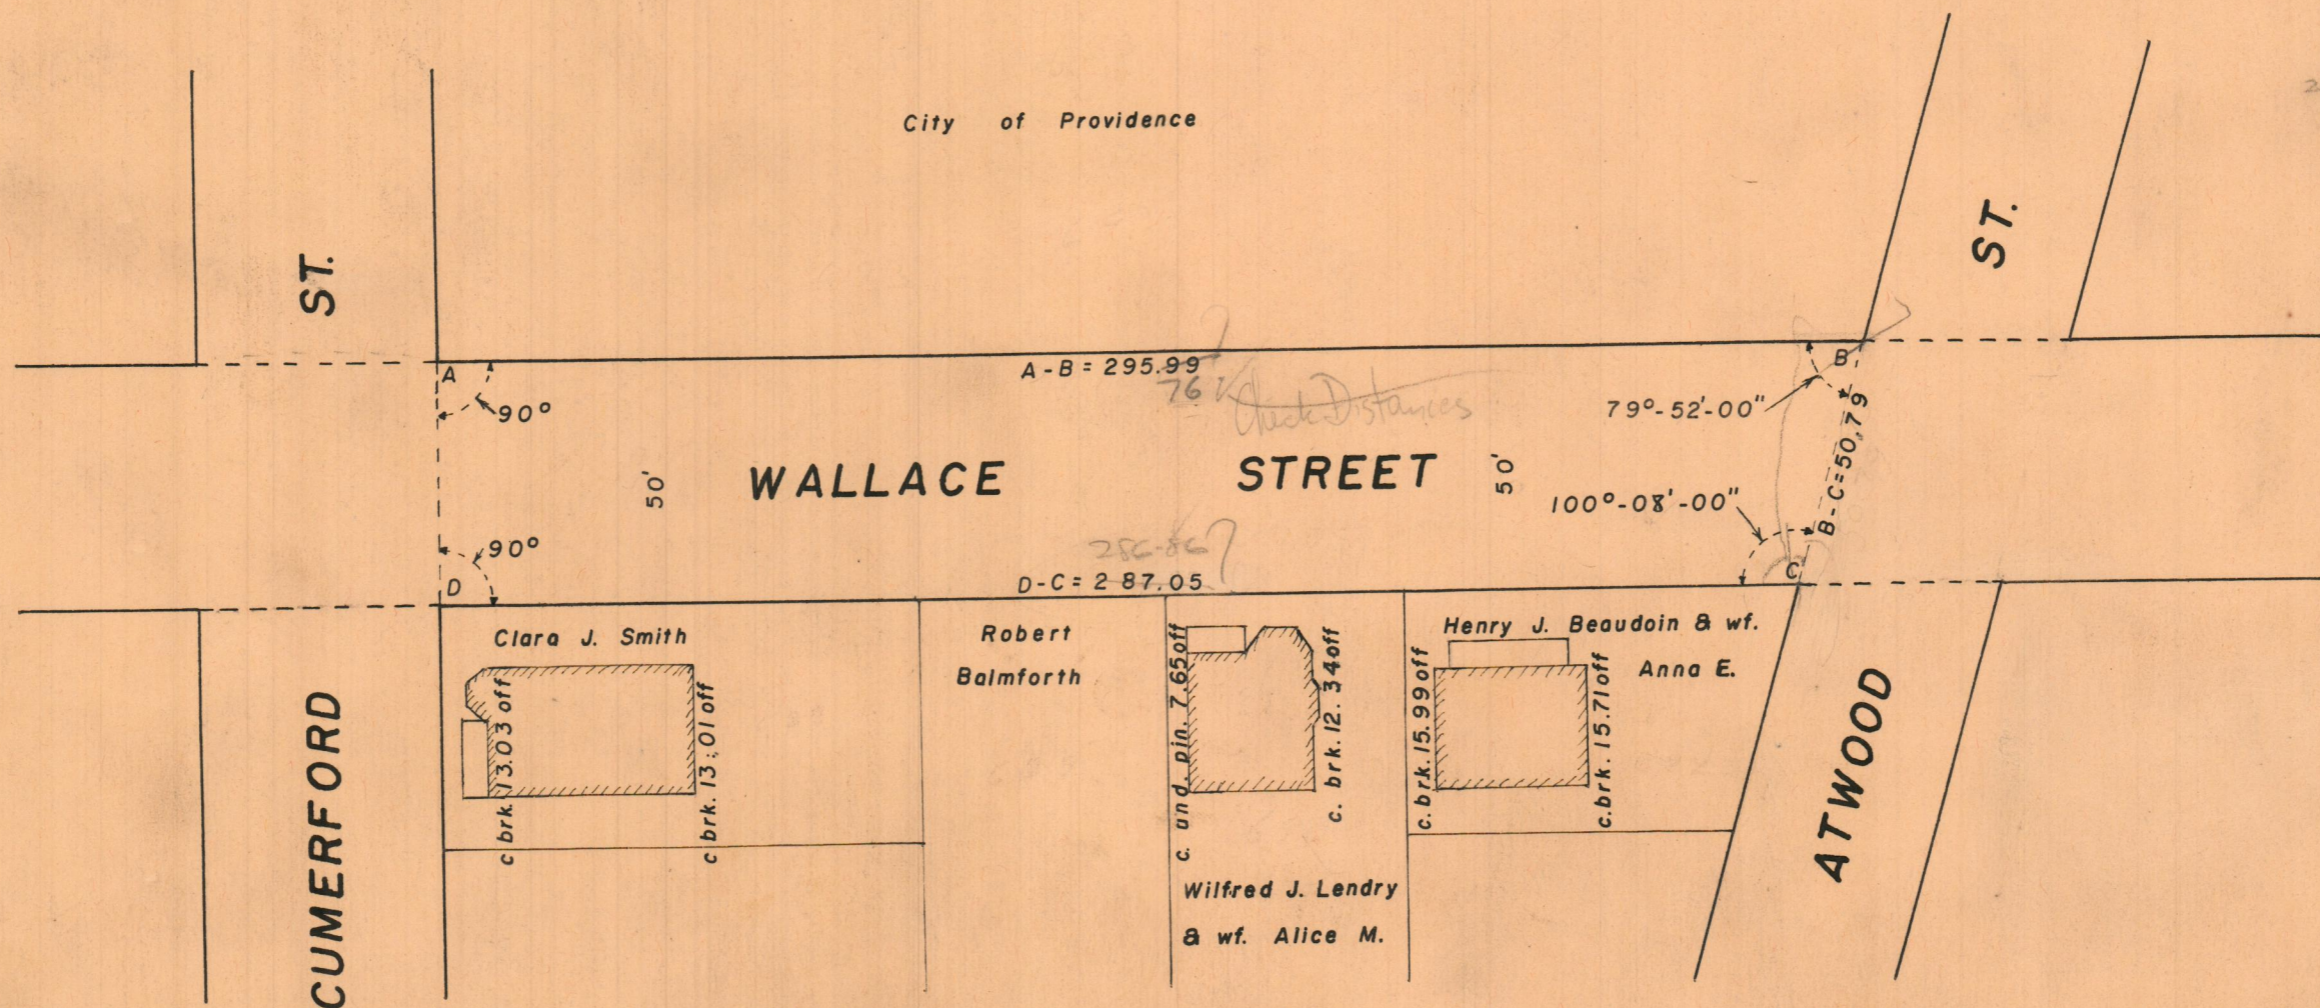 City of Providence
ST.
ST.
A
A-B = 295.99
76
Check Distances
B
90°
79°-52'-00"
B-C=50.79
WALLACE STREET
50'
50'
100°-08'-00"
90°
286.86?
D
D-C = 287.05
C
Clara J. Smith
Robert
Balmforth
Henry J. Beaudoin & wf.
Anna E.
c brk. 13.03 off
c brk. 13.01 off
c. und. pin. 7.65 off
c. brk. 12.34 off
c. brk. 15.99 off
c. brk. 15.71 off
CUMERFORD
ATWOOD
Wilfred J. Lendry
& wf. Alice M.